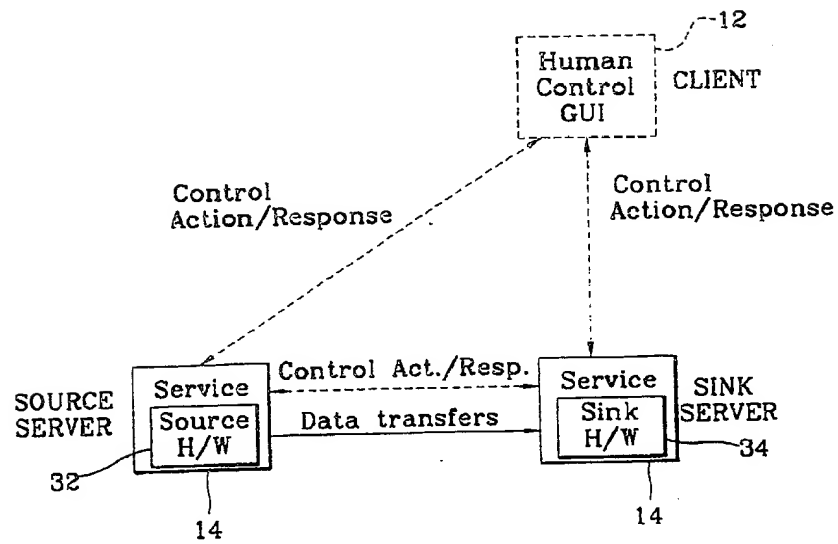 12
Human
Control
GUI
CLIENT
Control
Action/Response
Control
Action/Response
SOURCE
SERVER
Service
Source
H/W
Control Act./Resp.
Data transfers
Service
Sink
H/W
SINK
SERVER
32
34
14
14